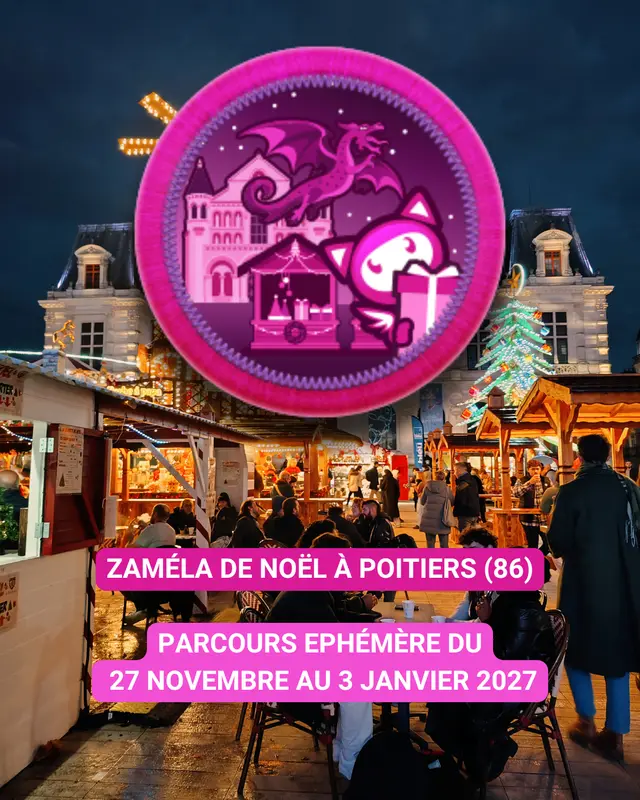 ZAMÉLA DE NOËL À POITIERS (86)
PARCOURS EPHÉMÈRE DU
27 NOVEMBRE AU 3 JANVIER 2027